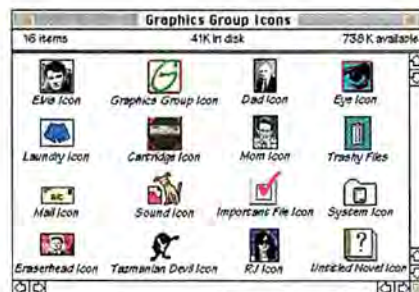 Graphics Group Icons
16 items 41K in disk 738K available
Elvis Icon Graphics Group Icon Dad Icon Eye Icon
Laundry Icon Cartridge Icon Mom Icon Trashy Files
Mail Icon Sound Icon Important File Icon System Icon
Eraserhead Icon Tazmanian Devil Icon RJ Icon Untitled Novel Icon